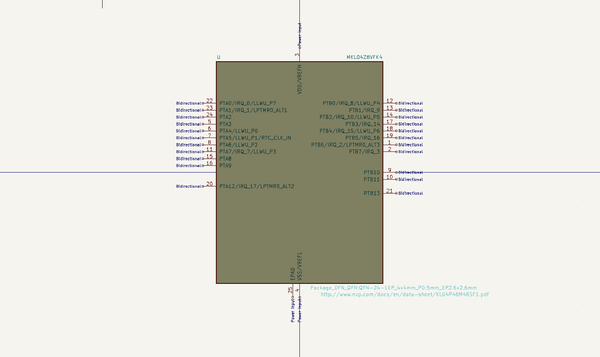 Power input
3
VDD/VREFH
U
MKL04Z8VFK4
Bidirectional 22 PTA0/IRQ_0/LLWU_P7
Bidirectional 23 PTA1/IRQ_1/LPTMR0_ALT1
Bidirectional 24 PTA2
Bidirectional 5 PTA3
Bidirectional 6 PTA4/LLWU_P0
Bidirectional 7 PTA5/LLWU_P1/RTC_CLK_IN
Bidirectional 8 PTA6/LLWU_P2
Bidirectional 11 PTA7/IRQ_7/LLWU_P3
Bidirectional 15 PTA8
Bidirectional 16 PTA9
Bidirectional 20 PTA12/IRQ_17/LPTMR0_ALT2
PTB0/IRQ_8/LLWU_P4 12 Bidirectional
PTB1/IRQ_9 13 Bidirectional
PTB2/IRQ_10/LLWU_P5 14 Bidirectional
PTB3/IRQ_14 17 Bidirectional
PTB4/IRQ_15/LLWU_P6 18 Bidirectional
PTB5/IRQ_16 19 Bidirectional
PTB6/IRQ_2/LPTMR0_ALT3 1 Bidirectional
PTB7/IRQ_3 2 Bidirectional
PTB10 9 Bidirectional
PTB11 10 Bidirectional
PTB13 21 Bidirectional
EPAD
VSS/VREFL
25
4
Power input
Power input
Package_DFN_QFN:QFN-24-1EP_4x4mm_P0.5mm_EP2.6x2.6mm
http://www.nxp.com/docs/en/data-sheet/KL04P48M48SF1.pdf